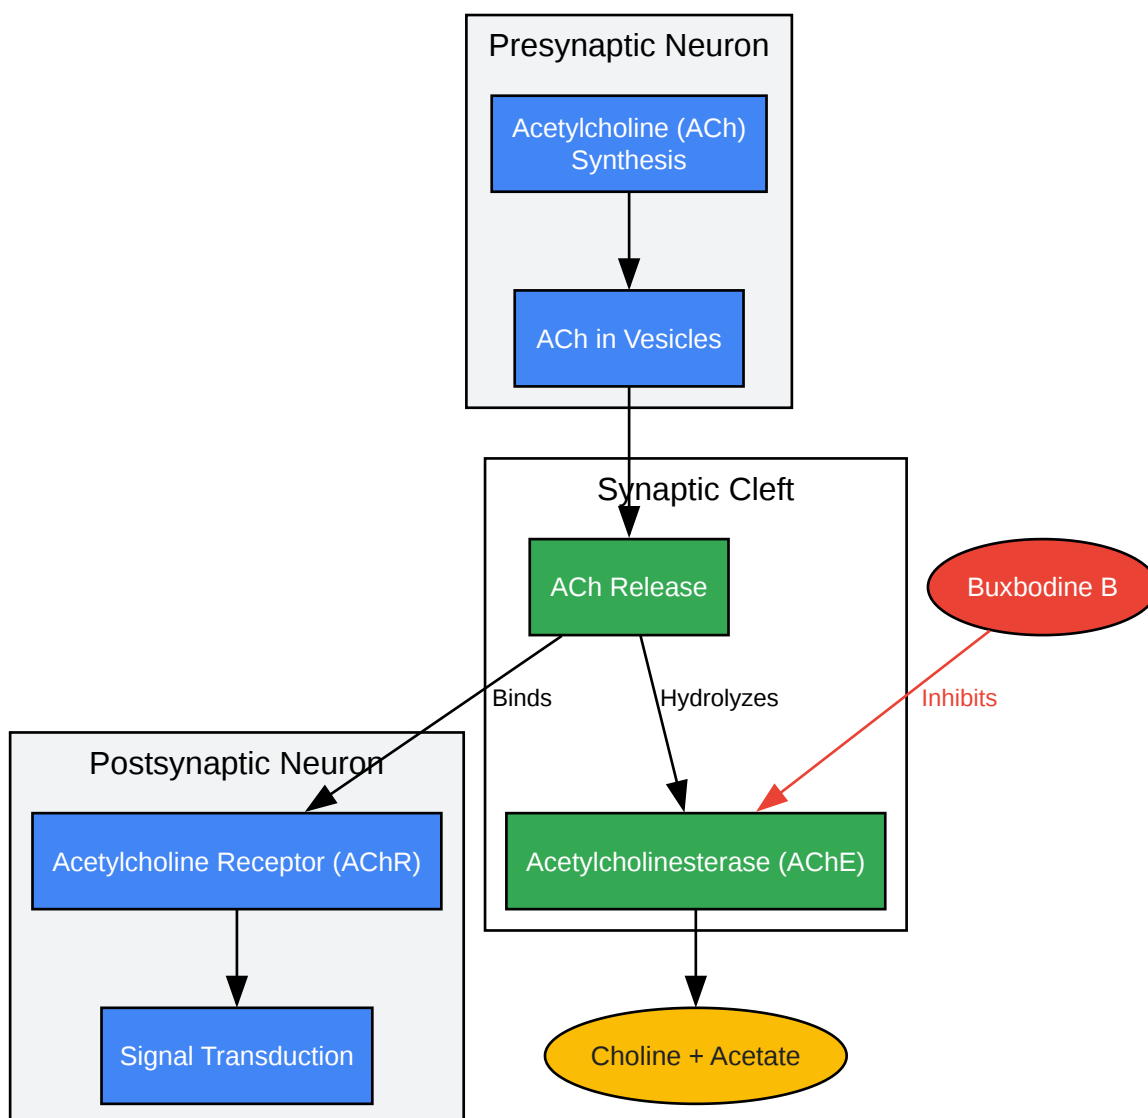 Presynaptic Neuron
Acetylcholine (ACh)
Synthesis
ACh in Vesicles
Synaptic Cleft
ACh Release
Buxbodine B
Binds
Hydrolyzes
Inhibits
Postsynaptic Neuron
Acetylcholine Receptor (AChR)
Acetylcholinesterase (AChE)
Signal Transduction
Choline + Acetate